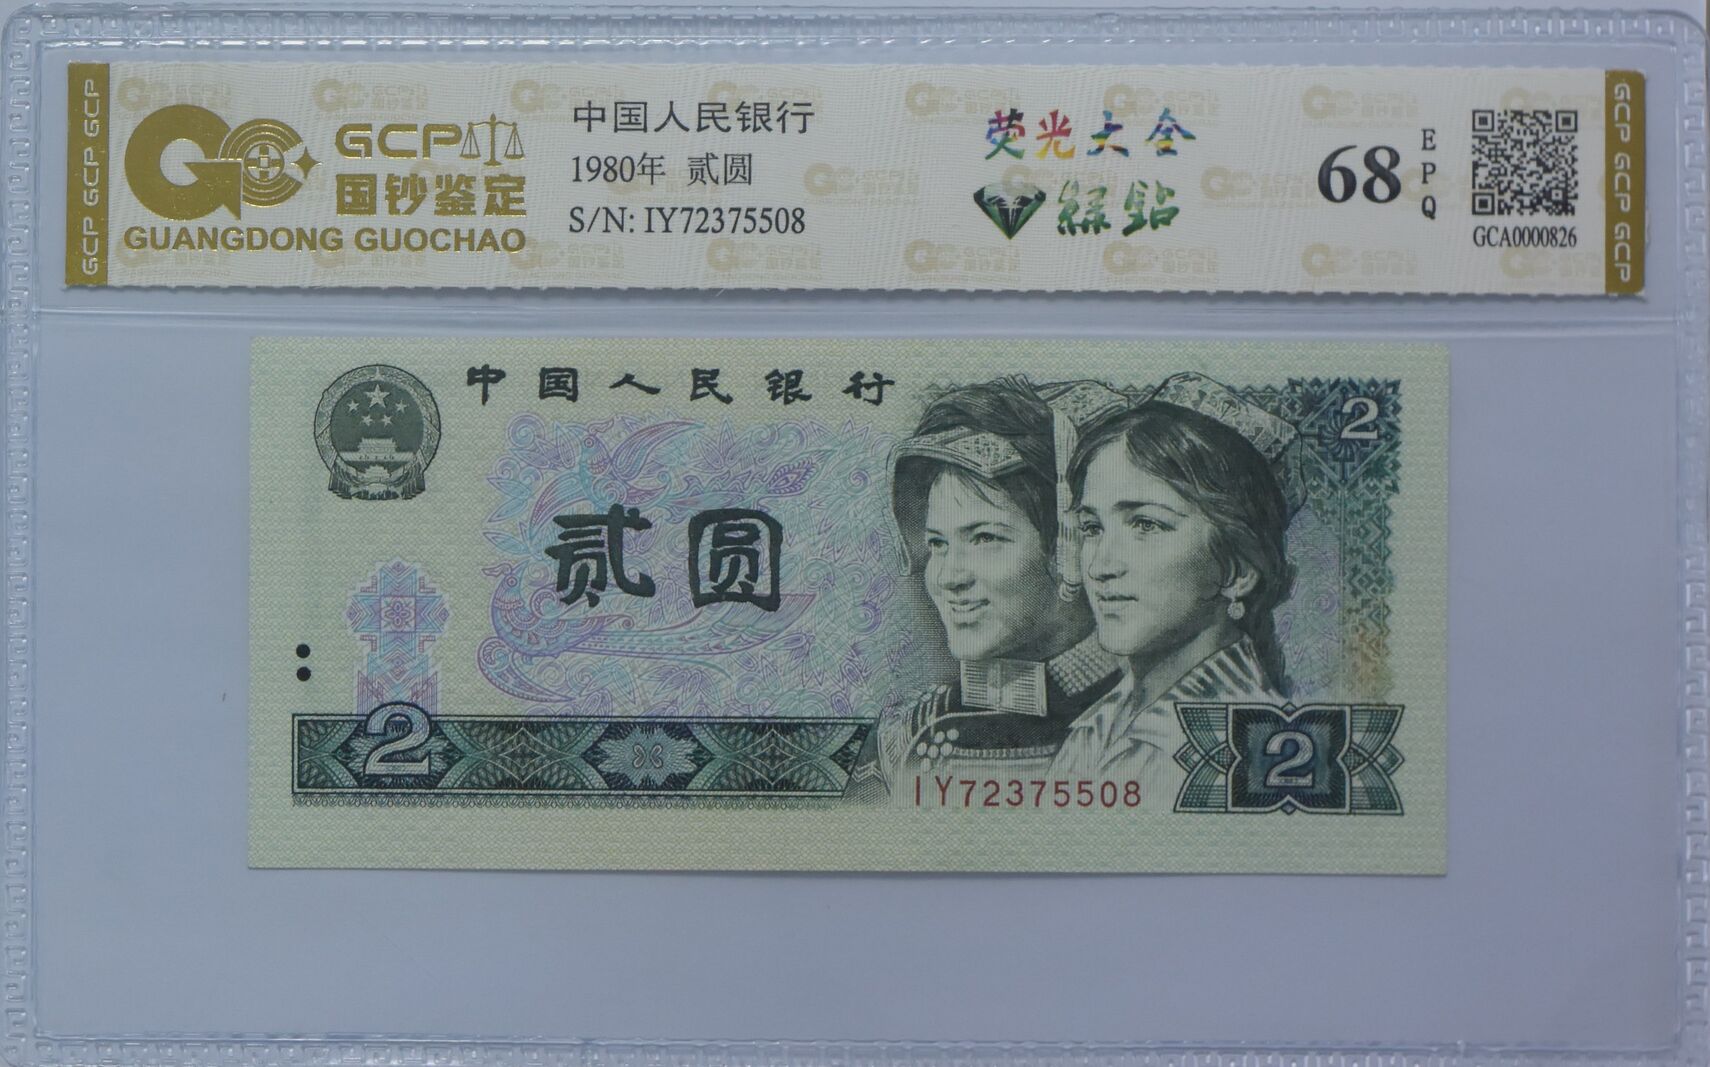 GCP GCP GCP GCP
GCP
国钞鉴定
GUANGDONG GUOCHAO
中国人民银行
1980年 贰圆
S/N: IY72375508
荧光大全
綠鉆
68
EPQ
GCA0000826
GCP GCP GCP GCP
中国人民银行
2
贰圆
2
IY72375508
2